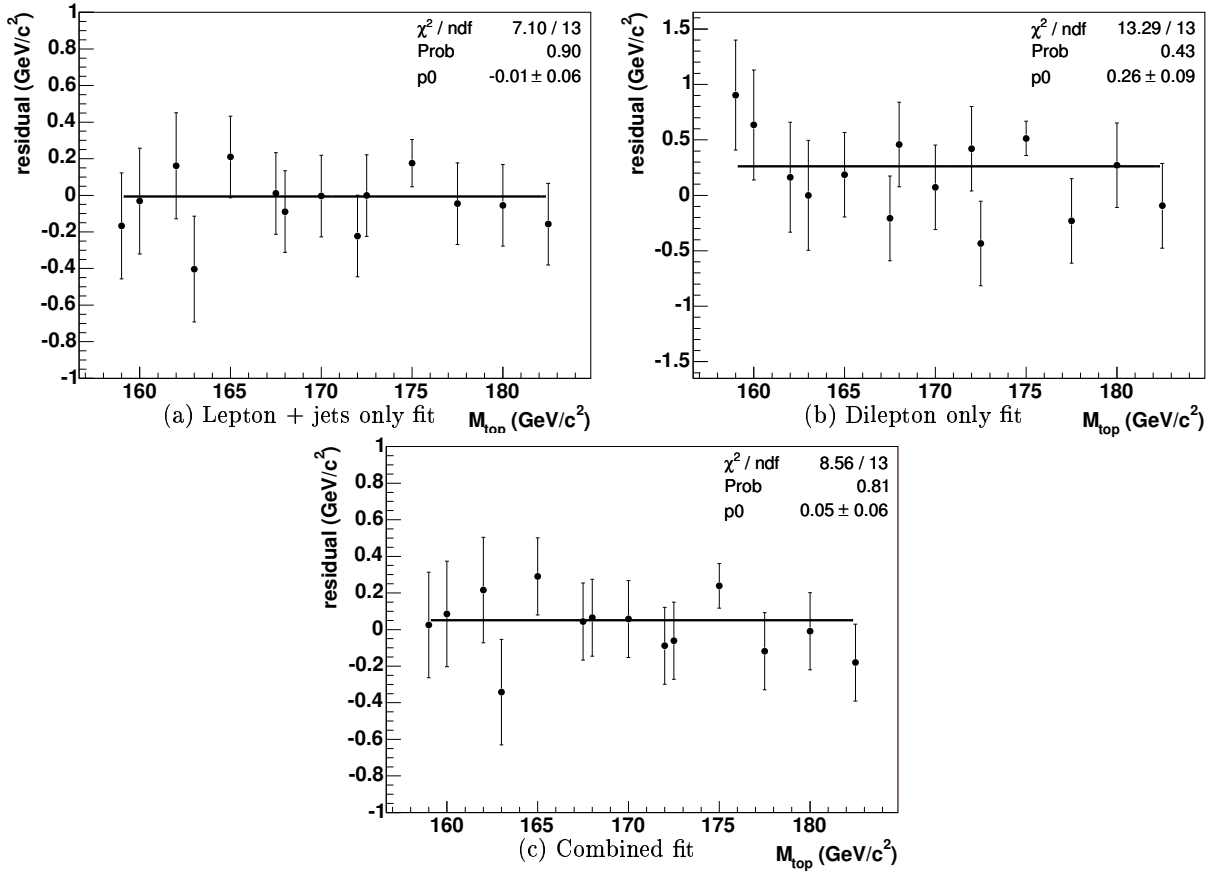 residual (GeV/c²)
1
0.8
0.6
0.4
0.2
0
-0.2
-0.4
-0.6
-0.8
-1
χ² / ndf 7.10 / 13
Prob 0.90
p0 -0.01 ± 0.06
160 165 170 175 180
M_top (GeV/c²)
(a) Lepton + jets only fit
residual (GeV/c²)
1.5
1
0.5
0
-0.5
-1
-1.5
χ² / ndf 13.29 / 13
Prob 0.43
p0 0.26 ± 0.09
160 165 170 175 180
M_top (GeV/c²)
(b) Dilepton only fit
residual (GeV/c²)
1
0.8
0.6
0.4
0.2
0
-0.2
-0.4
-0.6
-0.8
-1
χ² / ndf 8.56 / 13
Prob 0.81
p0 0.05 ± 0.06
160 165 170 175 180
M_top (GeV/c²)
(c) Combined fit